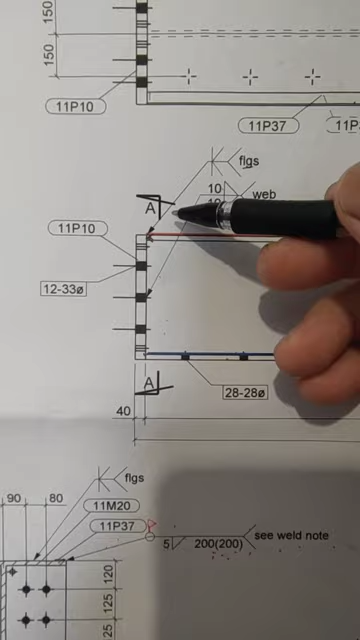 150
150
11P10
11P37
11P
flgs
10
web
A
11P10
12-33ø
A
28-28ø
40
flgs
90
80
11M20
11P37
5
200(200)
see weld note
120
125
25